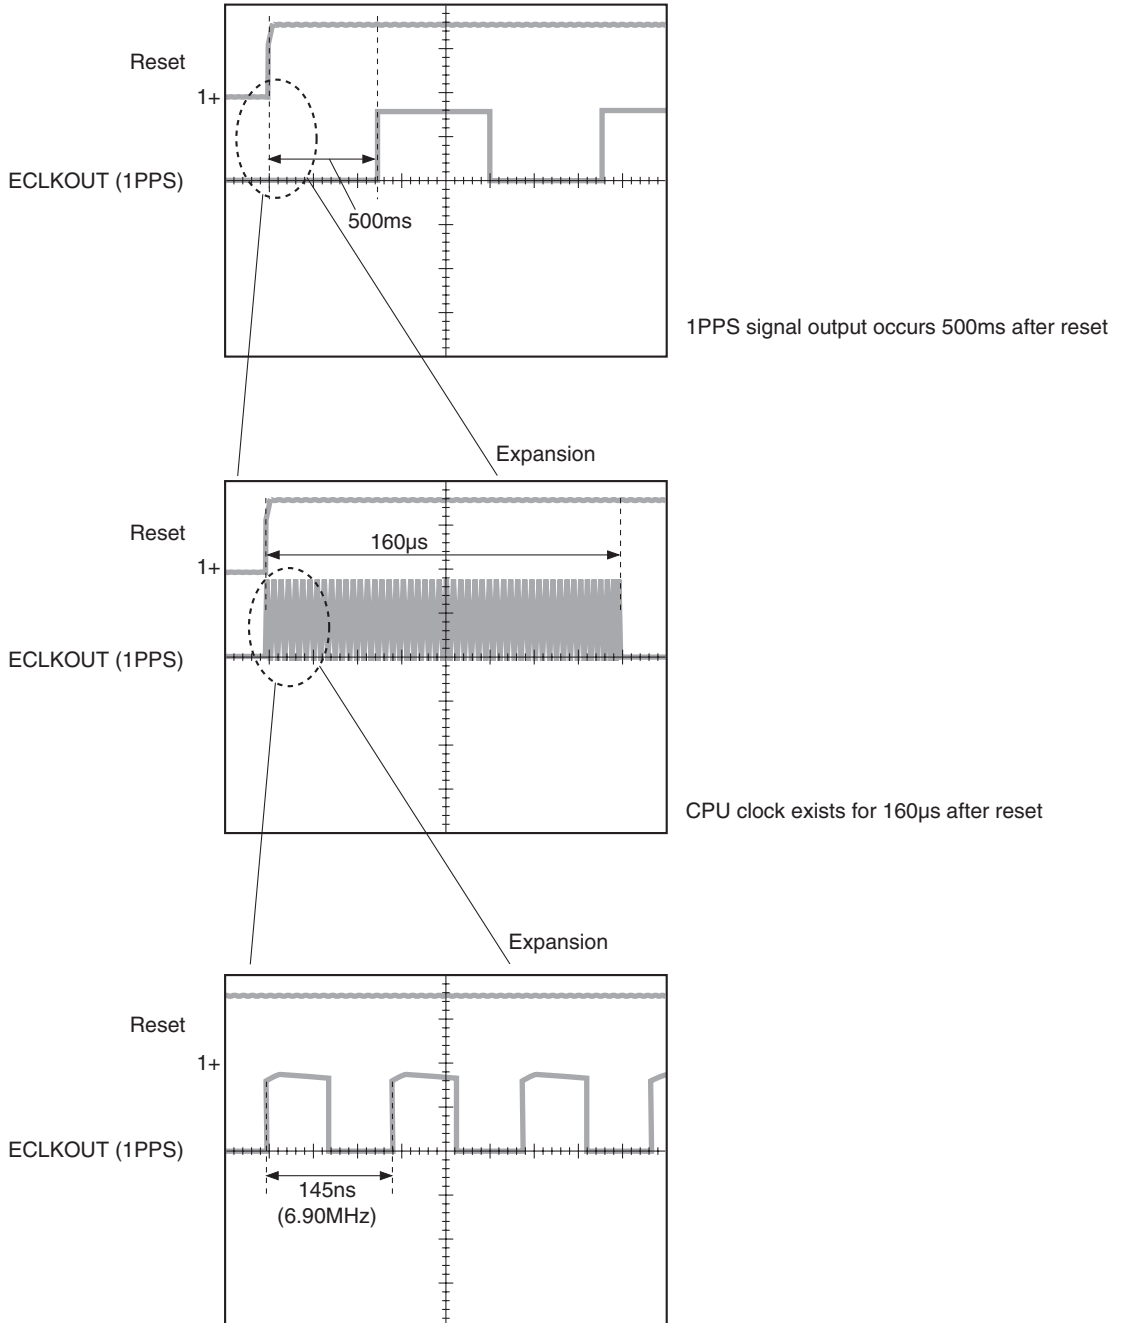 Reset
1+
ECLKOUT (1PPS)
500ms
1PPS signal output occurs 500ms after reset
Expansion
Reset
160µs
1+
ECLKOUT (1PPS)
CPU clock exists for 160µs after reset
Expansion
Reset
1+
ECLKOUT (1PPS)
145ns
(6.90MHz)